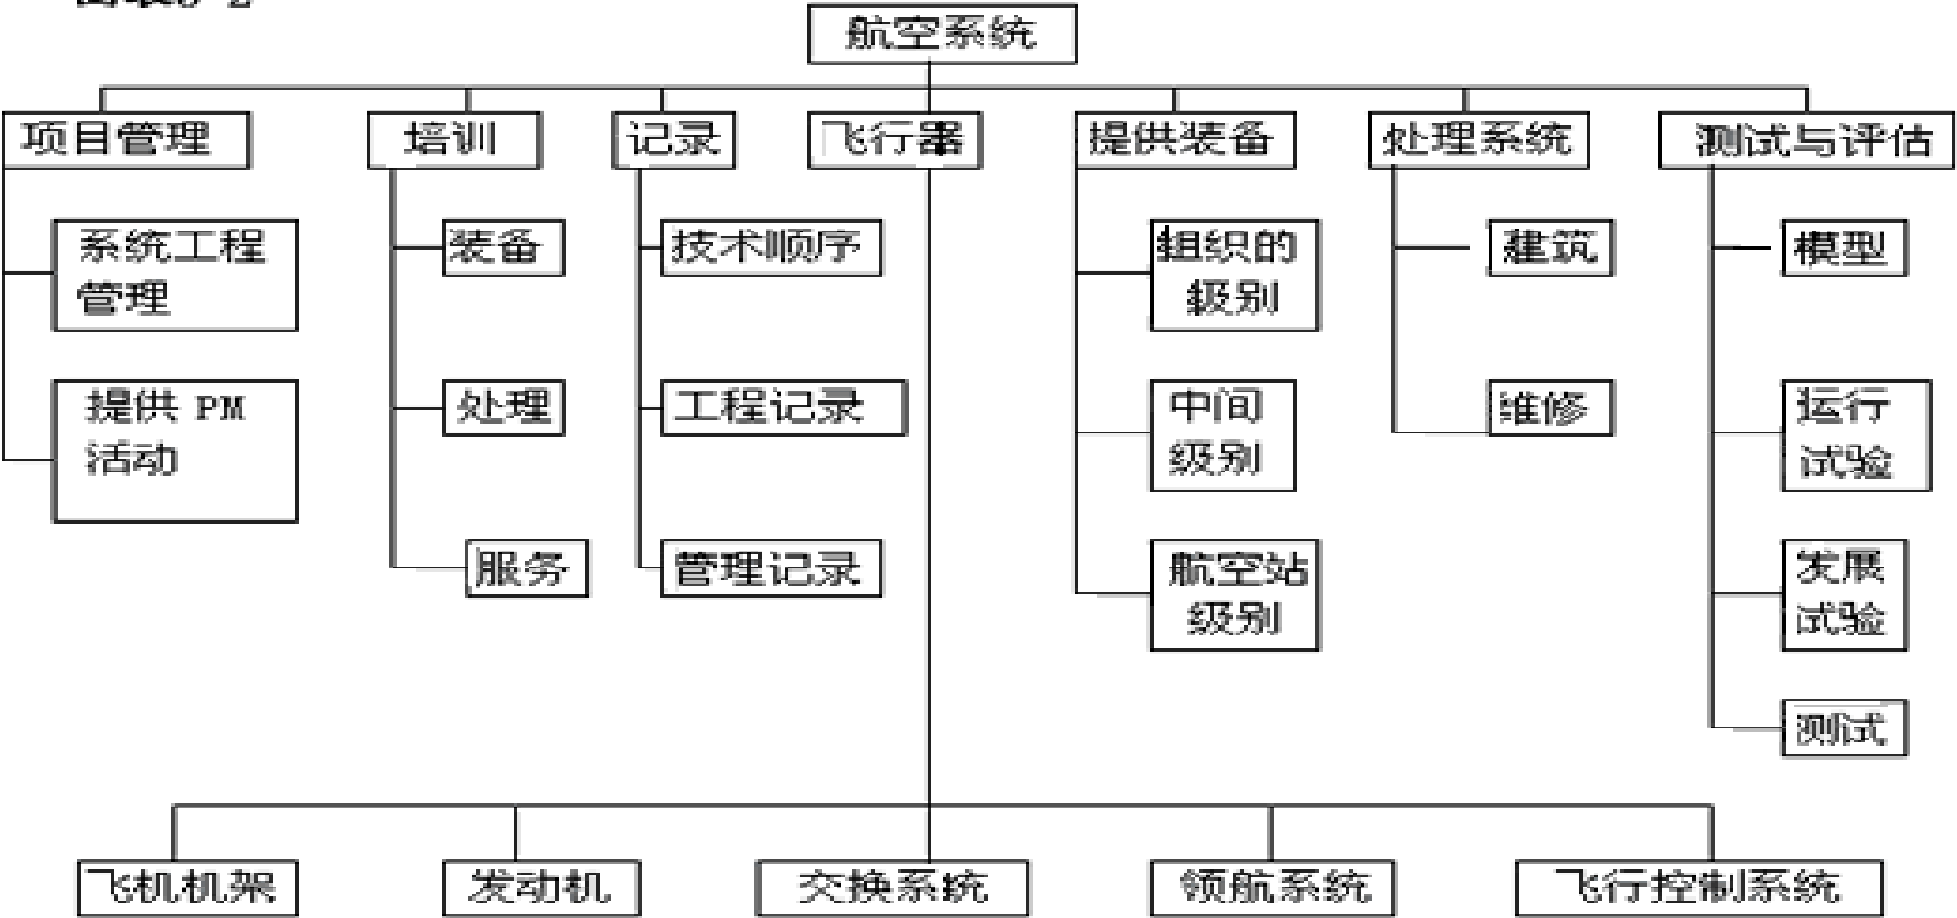 航空系统
项目管理
培训
记录
飞行器
提供装备
处理系统
测试与评估
系统工程
管理
提供 PM
活动
装备
处理
服务
技术顺序
工程记录
管理记录
组织的
级别
中间
级别
航空站
级别
建筑
维修
模型
运行
试验
发展
试验
测试
飞机机架
发动机
交换系统
领航系统
飞行控制系统